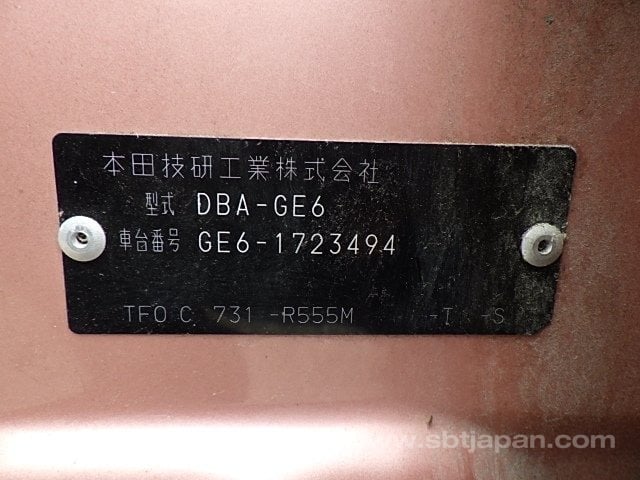 本田技研工業株式会社
型式 DBA-GE6
車台番号 GE6-1723494
TF0 C 731 -R555M -T -S
www.sbtjapan.com